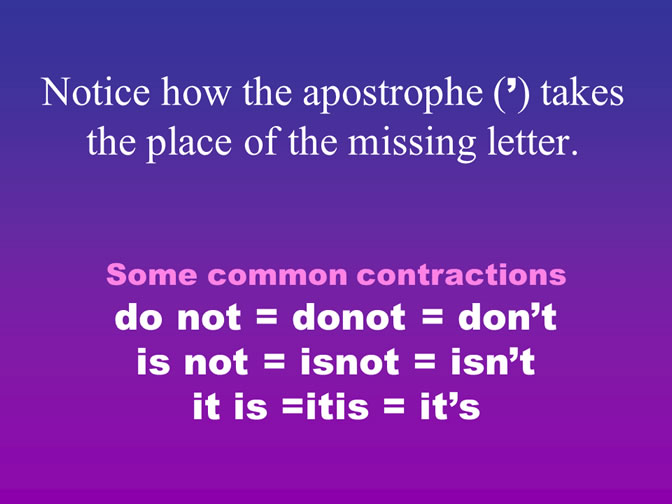 Notice how the apostrophe (’) takes
the place of the missing letter.
Some common contractions
do not = donot = don’t
is not = isnot = isn’t
it is =itis = it’s